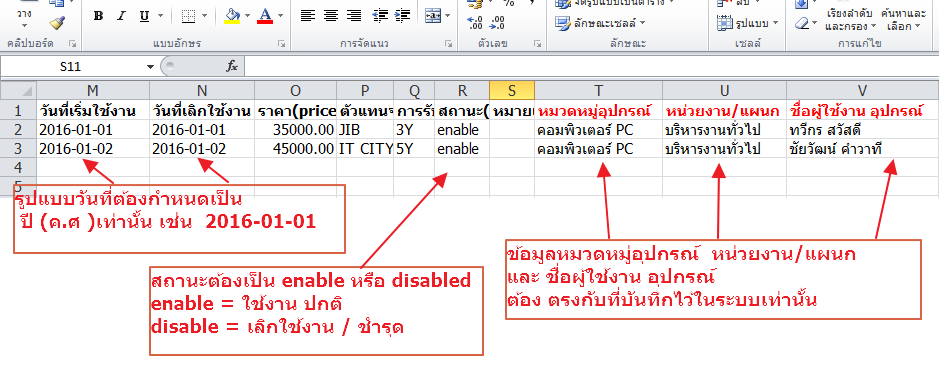 วาง
จัดรูปแบบเป็นตาราง
ลักษณะเซลล์
รูปแบบ
เรียงลำดับ และกรอง
ค้นหาและ เลือก
คลิปบอร์ด
แบบอักษร
การจัดแนว
ตัวเลข
ลักษณะ
เซลล์
การแก้ไข
S11
fx
M N O P Q R S T U V
1 วันที่เริ่มใช้งาน วันที่เลิกใช้งาน ราคา(price ตัวแทนจ การรับ สถานะ( หมายเ หมวดหมู่อุปกรณ์ หน่วยงาน/แผนก ชื่อผู้ใช้งาน อุปกรณ์
2 2016-01-01 2016-01-01 35000.00 JIB 3Y enable คอมพิวเตอร์ PC บริหารงานทั่วไป ทวีกร สวัสดี
3 2016-01-02 2016-01-02 45000.00 IT CITY 5Y enable คอมพิวเตอร์ PC บริหารงานทั่วไป ชัยวัฒน์ คำวาที
4
5
รูปแบบวันที่ต้องกำหนดเป็น
ปี (ค.ศ )เท่านั้น เช่น 2016-01-01
สถานะต้องเป็น enable หรือ disabled
enable = ใช้งาน ปกติ
disable = เลิกใช้งาน / ชำรุด
ข้อมูลหมวดหมู่อุปกรณ์ หน่วยงาน/แผนก
และ ชื่อผู้ใช้งาน อุปกรณ์
ต้อง ตรงกับที่บันทึกไว้ในระบบเท่านั้น